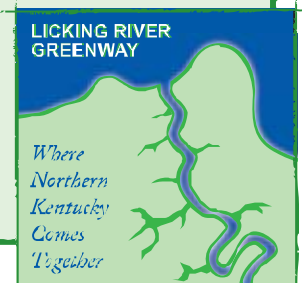 LICKING RIVER
GREENWAY
Where
Northern
Kentucky
Comes
Together